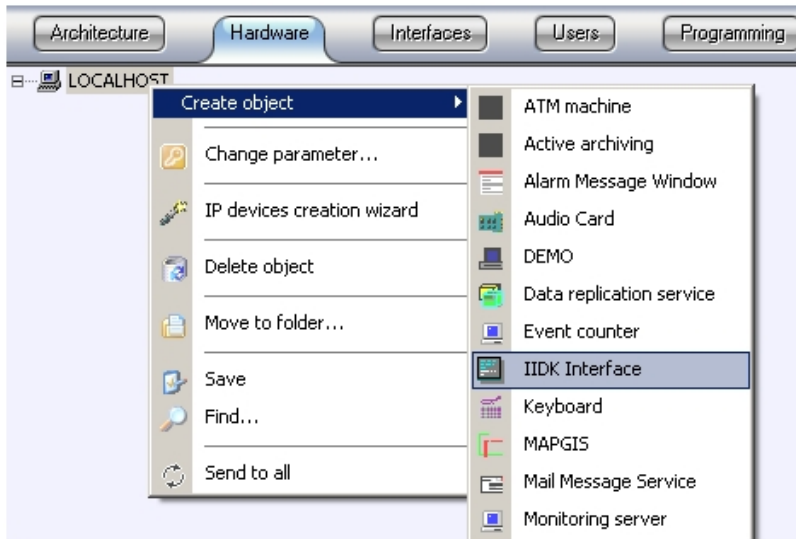 Architecture Hardware Interfaces Users Programming
LOCALHOST
Create object
Change parameter...
IP devices creation wizard
Delete object
Move to folder...
Save
Find...
Send to all
ATM machine
Active archiving
Alarm Message Window
Audio Card
DEMO
Data replication service
Event counter
IIDK Interface
Keyboard
MAPGIS
Mail Message Service
Monitoring server